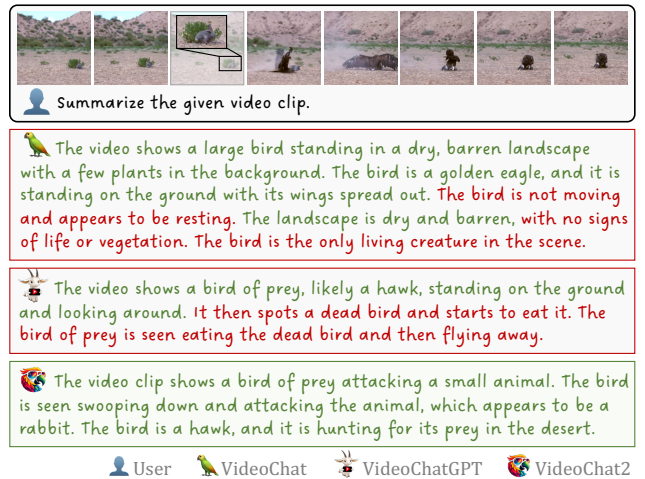 Summarize the given video clip.
The video shows a large bird standing in a dry, barren landscape
with a few plants in the background. The bird is a golden eagle, and it is
standing on the ground with its wings spread out. The bird is not moving
and appears to be resting. The landscape is dry and barren, with no signs
of life or vegetation. The bird is the only living creature in the scene.
The video shows a bird of prey, likely a hawk, standing on the ground
and looking around. It then spots a dead bird and starts to eat it. The
bird of prey is seen eating the dead bird and then flying away.
The video clip shows a bird of prey attacking a small animal. The bird
is seen swooping down and attacking the animal, which appears to be a
rabbit. The bird is a hawk, and it is hunting for its prey in the desert.
User VideoChat VideoChatGPT VideoChat2